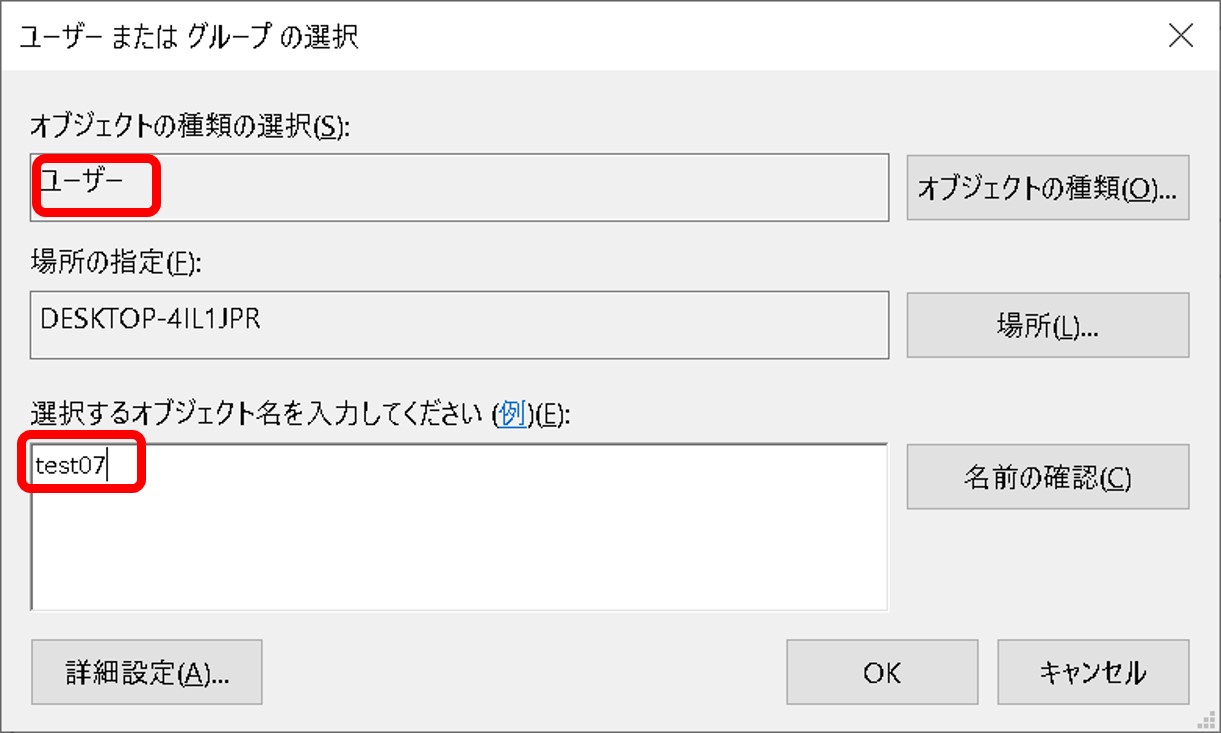 ユーザー または グループ の選択
オブジェクトの種類の選択(S):
ユーザー
オブジェクトの種類(O)...
場所の指定(F):
DESKTOP-4IL1JPR
場所(L)...
選択するオブジェクト名を入力してください (例)(E):
test07
名前の確認(C)
詳細設定(A)...
OK
キャンセル